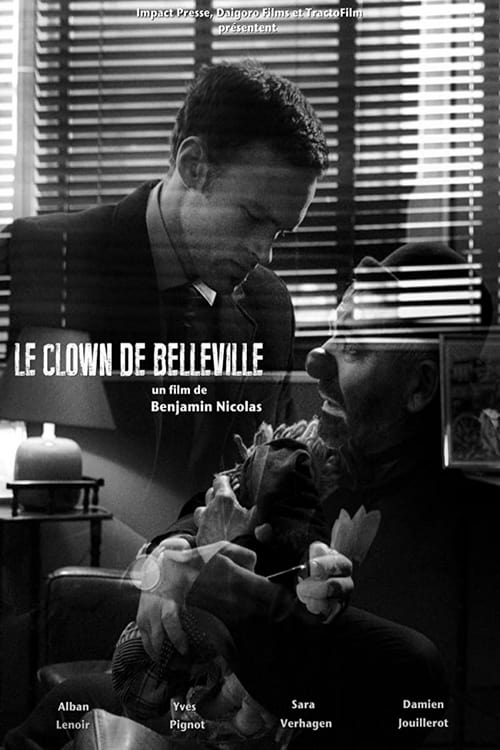 Impact Presse, Daigoro Films et TractoFilm
présentent
LE CLOWN DE BELLEVILLE
un film de
Benjamin Nicolas
Alban Yves Sara Damien
Lenoir Pignot Verhagen Jouillerot